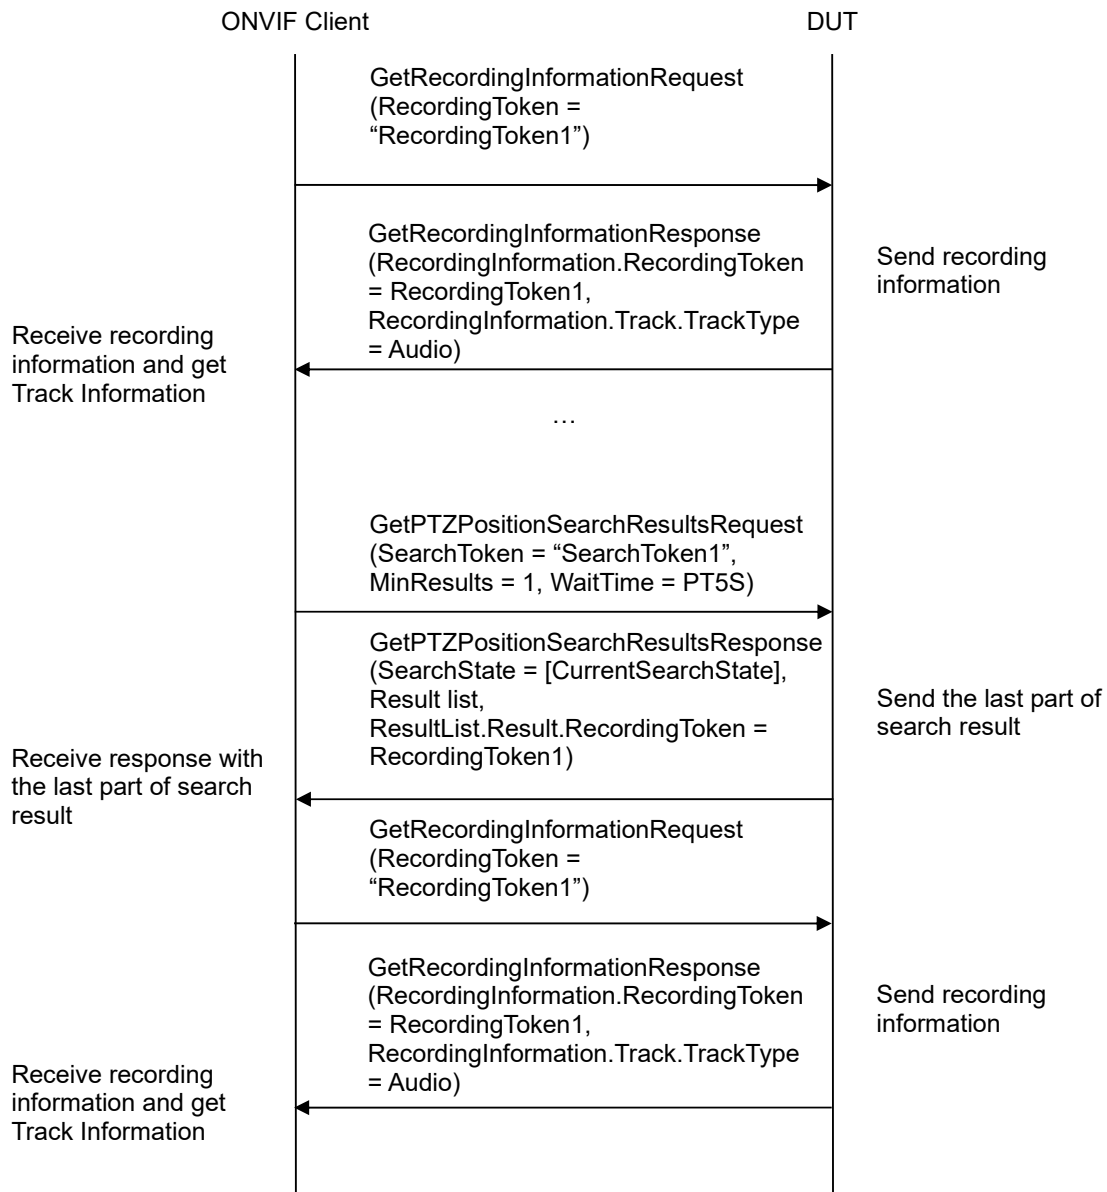 ONVIF Client
DUT
GetRecordingInformationRequest
(RecordingToken =
“RecordingToken1”)
GetRecordingInformationResponse
(RecordingInformation.RecordingToken
= RecordingToken1,
RecordingInformation.Track.TrackType
= Audio)
Send recording
information
Receive recording
information and get
Track Information
…
GetPTZPositionSearchResultsRequest
(SearchToken = “SearchToken1”,
MinResults = 1, WaitTime = PT5S)
GetPTZPositionSearchResultsResponse
(SearchState = [CurrentSearchState],
Result list,
ResultList.Result.RecordingToken =
RecordingToken1)
Send the last part of
search result
Receive response with
the last part of search
result
GetRecordingInformationRequest
(RecordingToken =
“RecordingToken1”)
GetRecordingInformationResponse
(RecordingInformation.RecordingToken
= RecordingToken1,
RecordingInformation.Track.TrackType
= Audio)
Send recording
information
Receive recording
information and get
Track Information